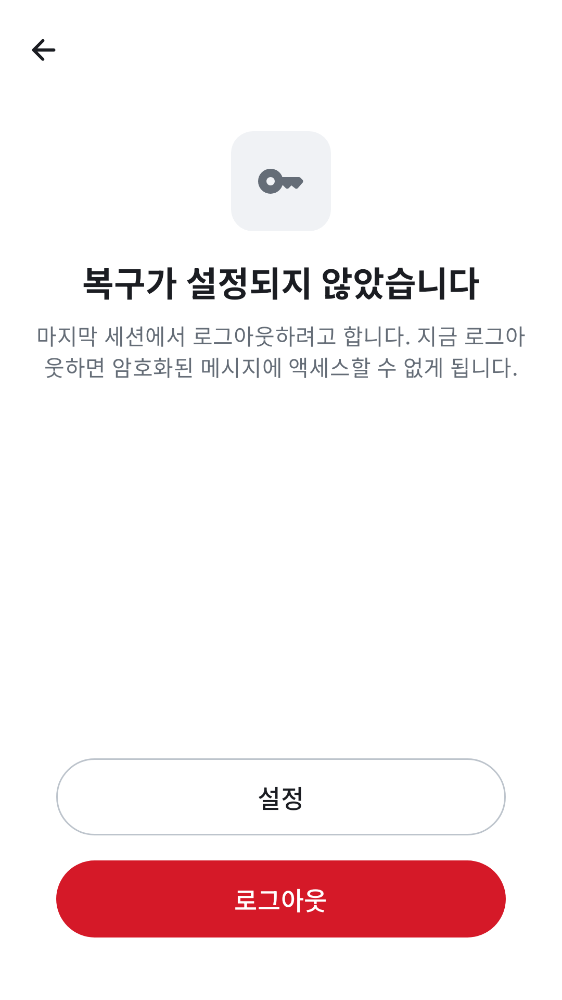 복구가 설정되지 않았습니다
마지막 세션에서 로그아웃하려고 합니다. 지금 로그아
웃하면 암호화된 메시지에 액세스할 수 없게 됩니다.
설정
로그아웃